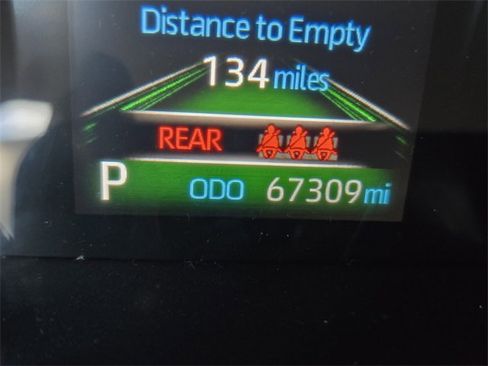 Distance to Empty
134 miles
REAR
P ODO 67309 mi